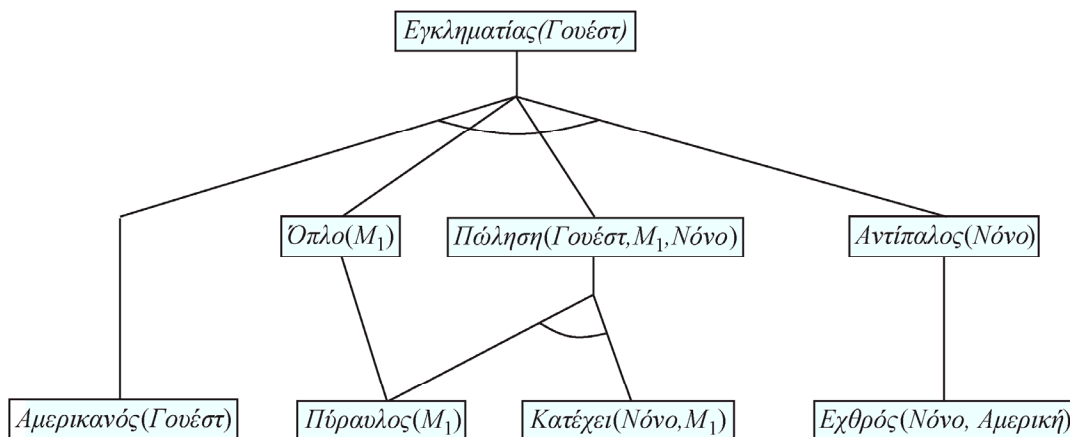 Εγκληματίας(Γουέστ)
Όπλο(M₁) Πώληση(Γουέστ,M₁,Νόνο) Αντίπαλος(Νόνο)
Αμερικανός(Γουέστ) Πύραυλος(M₁) Κατέχει(Νόνο,M₁) Εχθρός(Νόνο, Αμερική)